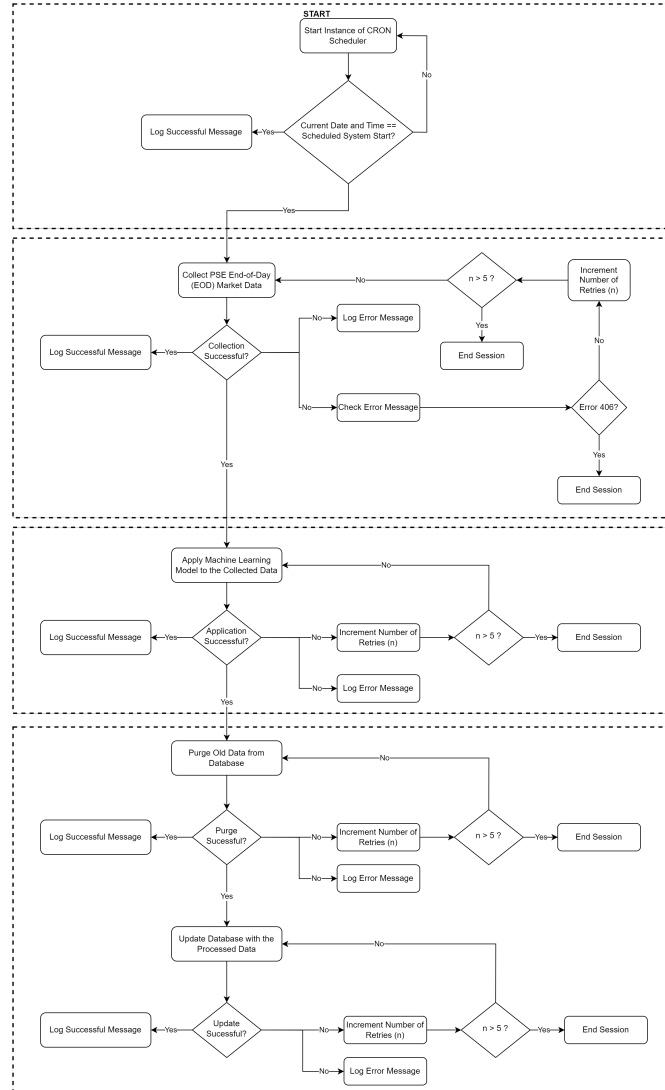 START
Start Instance of CRON
Scheduler
No
Current Date and Time ==
Scheduled System Start?
Yes
Log Successful Message
Yes
Collect PSE End-of-Day
(EOD) Market Data
No
n > 5 ?
Increment
Number of
Retries (n)
Yes
No
Log Error Message
Collection
Successful?
Yes
Log Successful Message
End Session
No
No
Check Error Message
Error 406?
Yes
Yes
End Session
Apply Machine Learning
Model to the Collected Data
No
Log Successful Message
Yes
Application
Successful?
No
Increment Number of
Retries (n)
n > 5 ?
Yes
End Session
No
Log Error Message
Yes
Purge Old Data from
Database
No
Log Successful Message
Yes
Purge
Sucessful?
No
Increment Number of
Retries (n)
n > 5 ?
Yes
End Session
No
Log Error Message
Yes
Update Database with the
Processed Data
No
Log Successful Message
Yes
Update
Sucessful?
No
Increment Number of
Retries (n)
n > 5 ?
Yes
End Session
No
Log Error Message